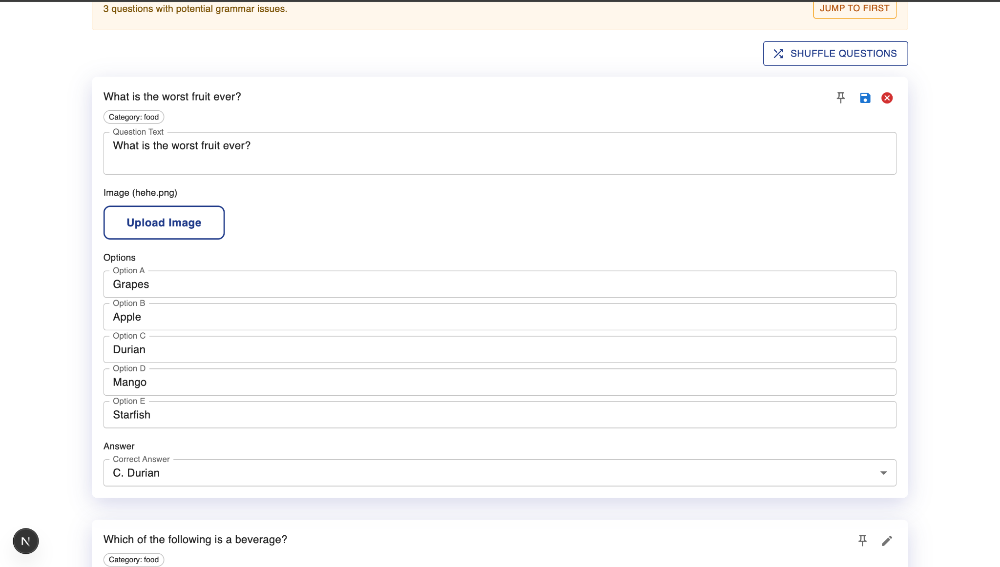 3 questions with potential grammar issues.
JUMP TO FIRST
SHUFFLE QUESTIONS
What is the worst fruit ever?
Category: food
Question Text
What is the worst fruit ever?
Image (hehe.png)
Upload Image
Options
Option A
Grapes
Option B
Apple
Option C
Durian
Option D
Mango
Option E
Starfish
Answer
Correct Answer
C. Durian
Which of the following is a beverage?
Category: food
N